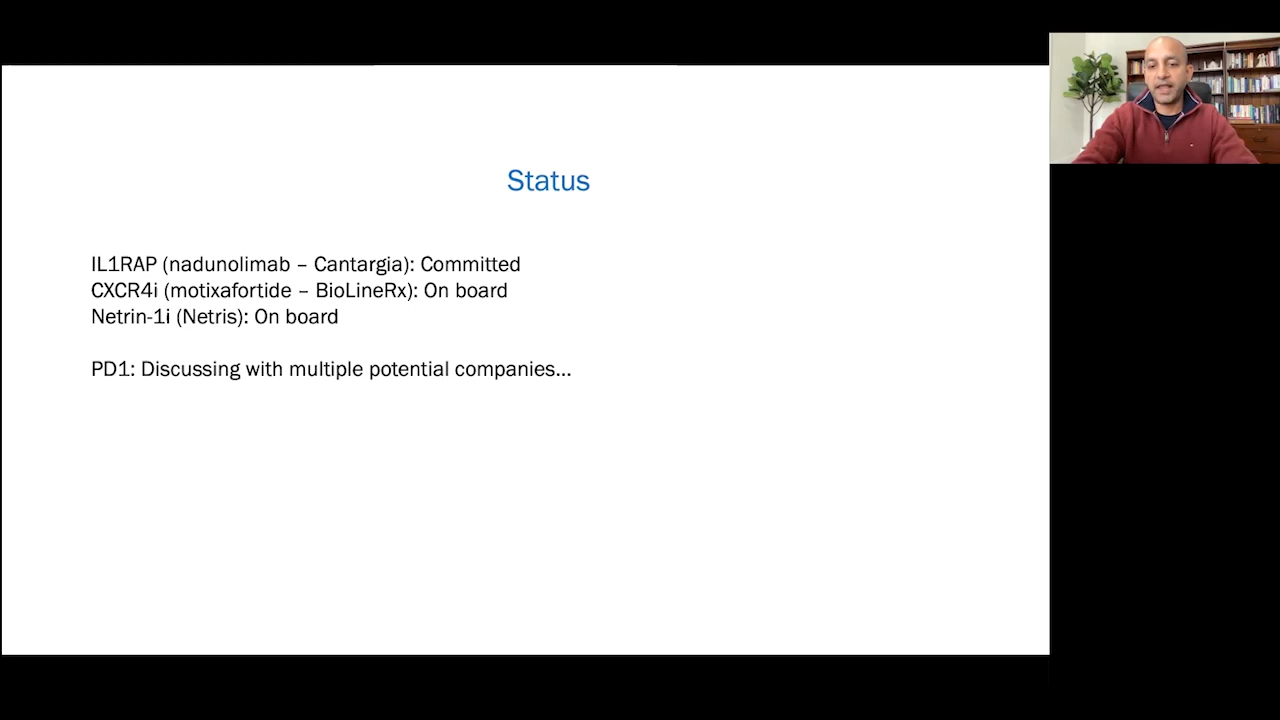 Status
IL1RAP (nadunolimab – Cantargia): Committed
CXCR4i (motixafortide – BioLineRx): On board
Netrin-1i (Netris): On board
PD1: Discussing with multiple potential companies...